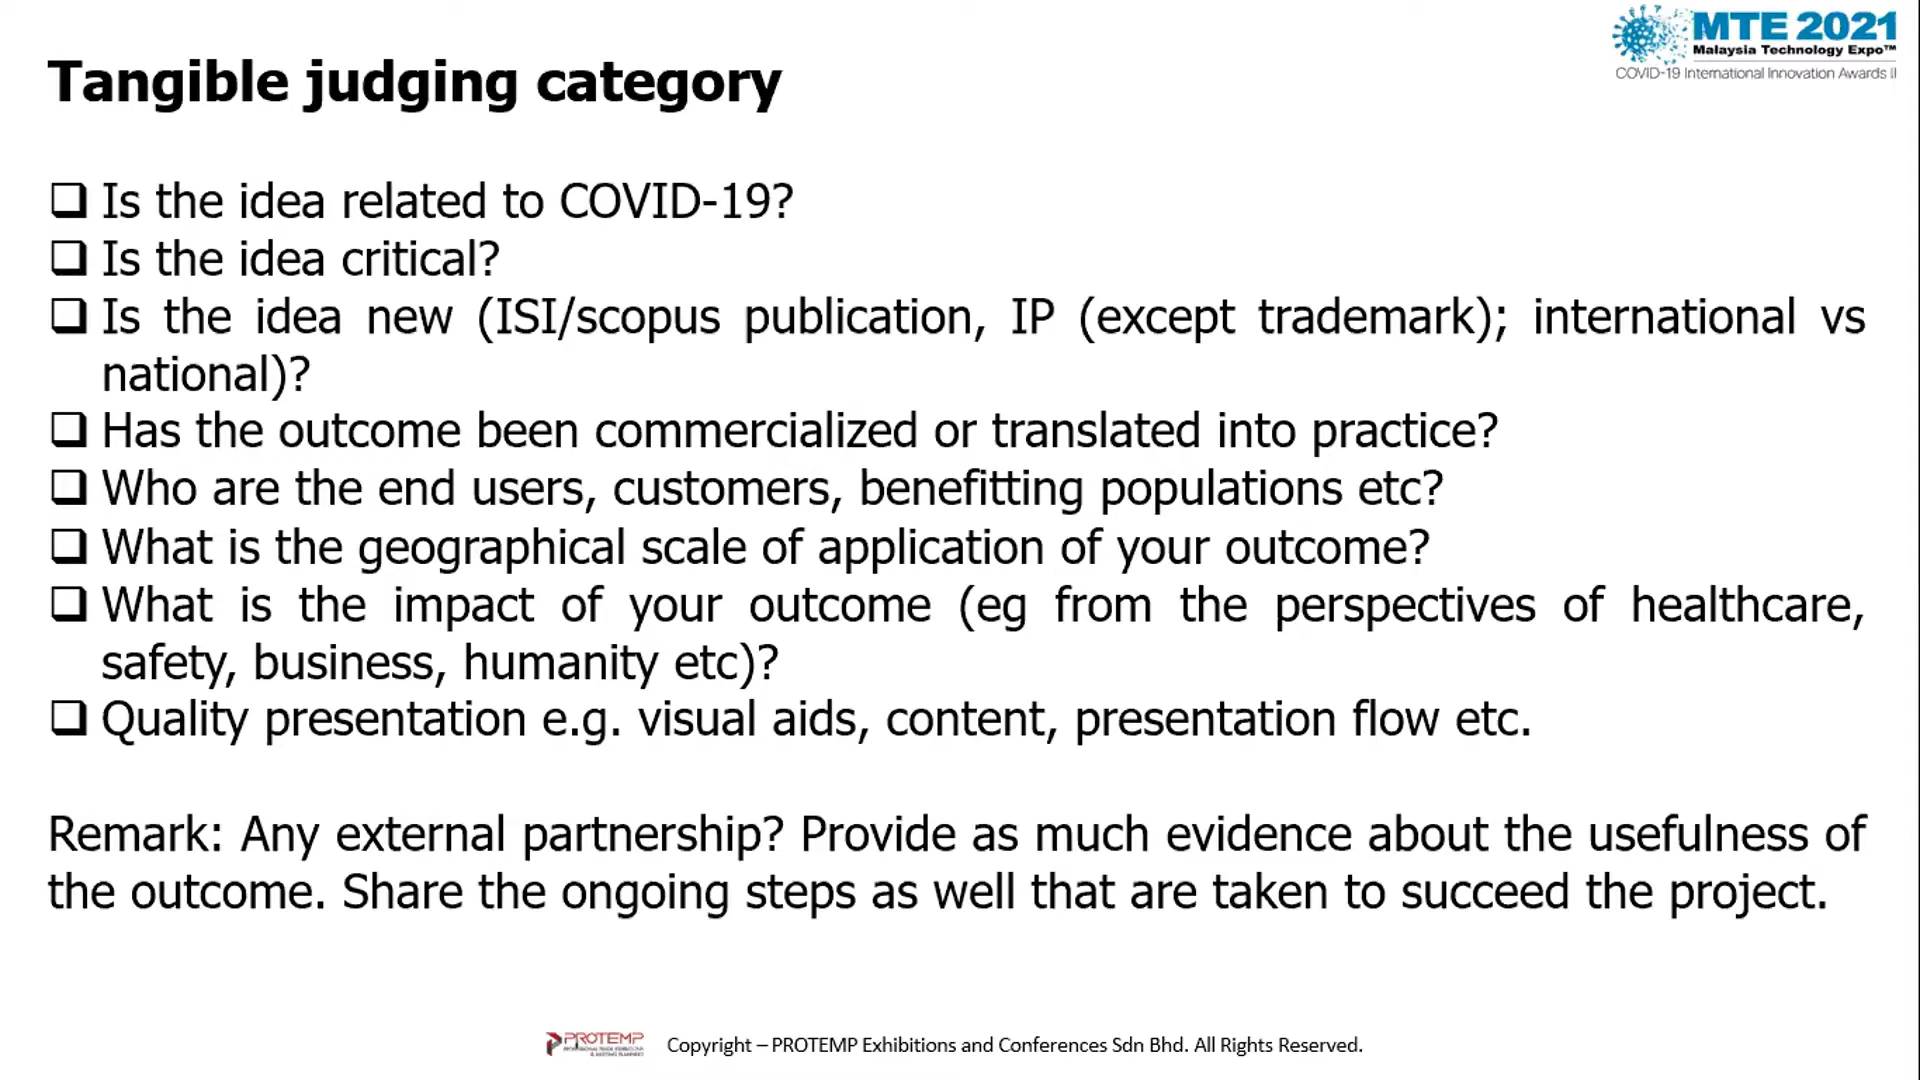 MTE 2021
Malaysia Technology Expo™
COVID-19 International Innovation Awards II
Tangible judging category
❑ Is the idea related to COVID-19?
❑ Is the idea critical?
❑ Is the idea new (ISI/scopus publication, IP (except trademark); international vs
national)?
❑ Has the outcome been commercialized or translated into practice?
❑ Who are the end users, customers, benefitting populations etc?
❑ What is the geographical scale of application of your outcome?
❑ What is the impact of your outcome (eg from the perspectives of healthcare,
safety, business, humanity etc)?
❑ Quality presentation e.g. visual aids, content, presentation flow etc.
Remark: Any external partnership? Provide as much evidence about the usefulness of
the outcome. Share the ongoing steps as well that are taken to succeed the project.
PROTEMP
Copyright – PROTEMP Exhibitions and Conferences Sdn Bhd. All Rights Reserved.